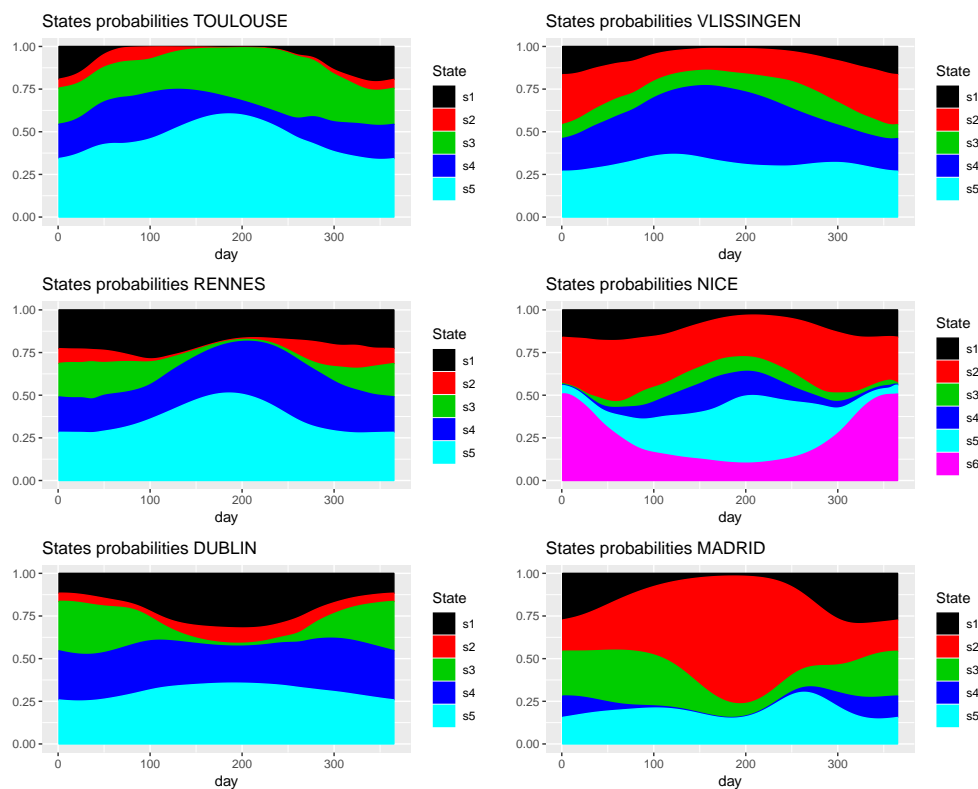 States probabilities TOULOUSE
1.00
0.75
0.50
0.25
0.00
0
100
200
300
day
State
s1
s2
s3
s4
s5
States probabilities VLISSINGEN
1.00
0.75
0.50
0.25
0.00
0
100
200
300
day
State
s1
s2
s3
s4
s5
States probabilities RENNES
1.00
0.75
0.50
0.25
0.00
0
100
200
300
day
State
s1
s2
s3
s4
s5
States probabilities NICE
1.00
0.75
0.50
0.25
0.00
0
100
200
300
day
State
s1
s2
s3
s4
s5
s6
States probabilities DUBLIN
1.00
0.75
0.50
0.25
0.00
0
100
200
300
day
State
s1
s2
s3
s4
s5
States probabilities MADRID
1.00
0.75
0.50
0.25
0.00
0
100
200
300
day
State
s1
s2
s3
s4
s5